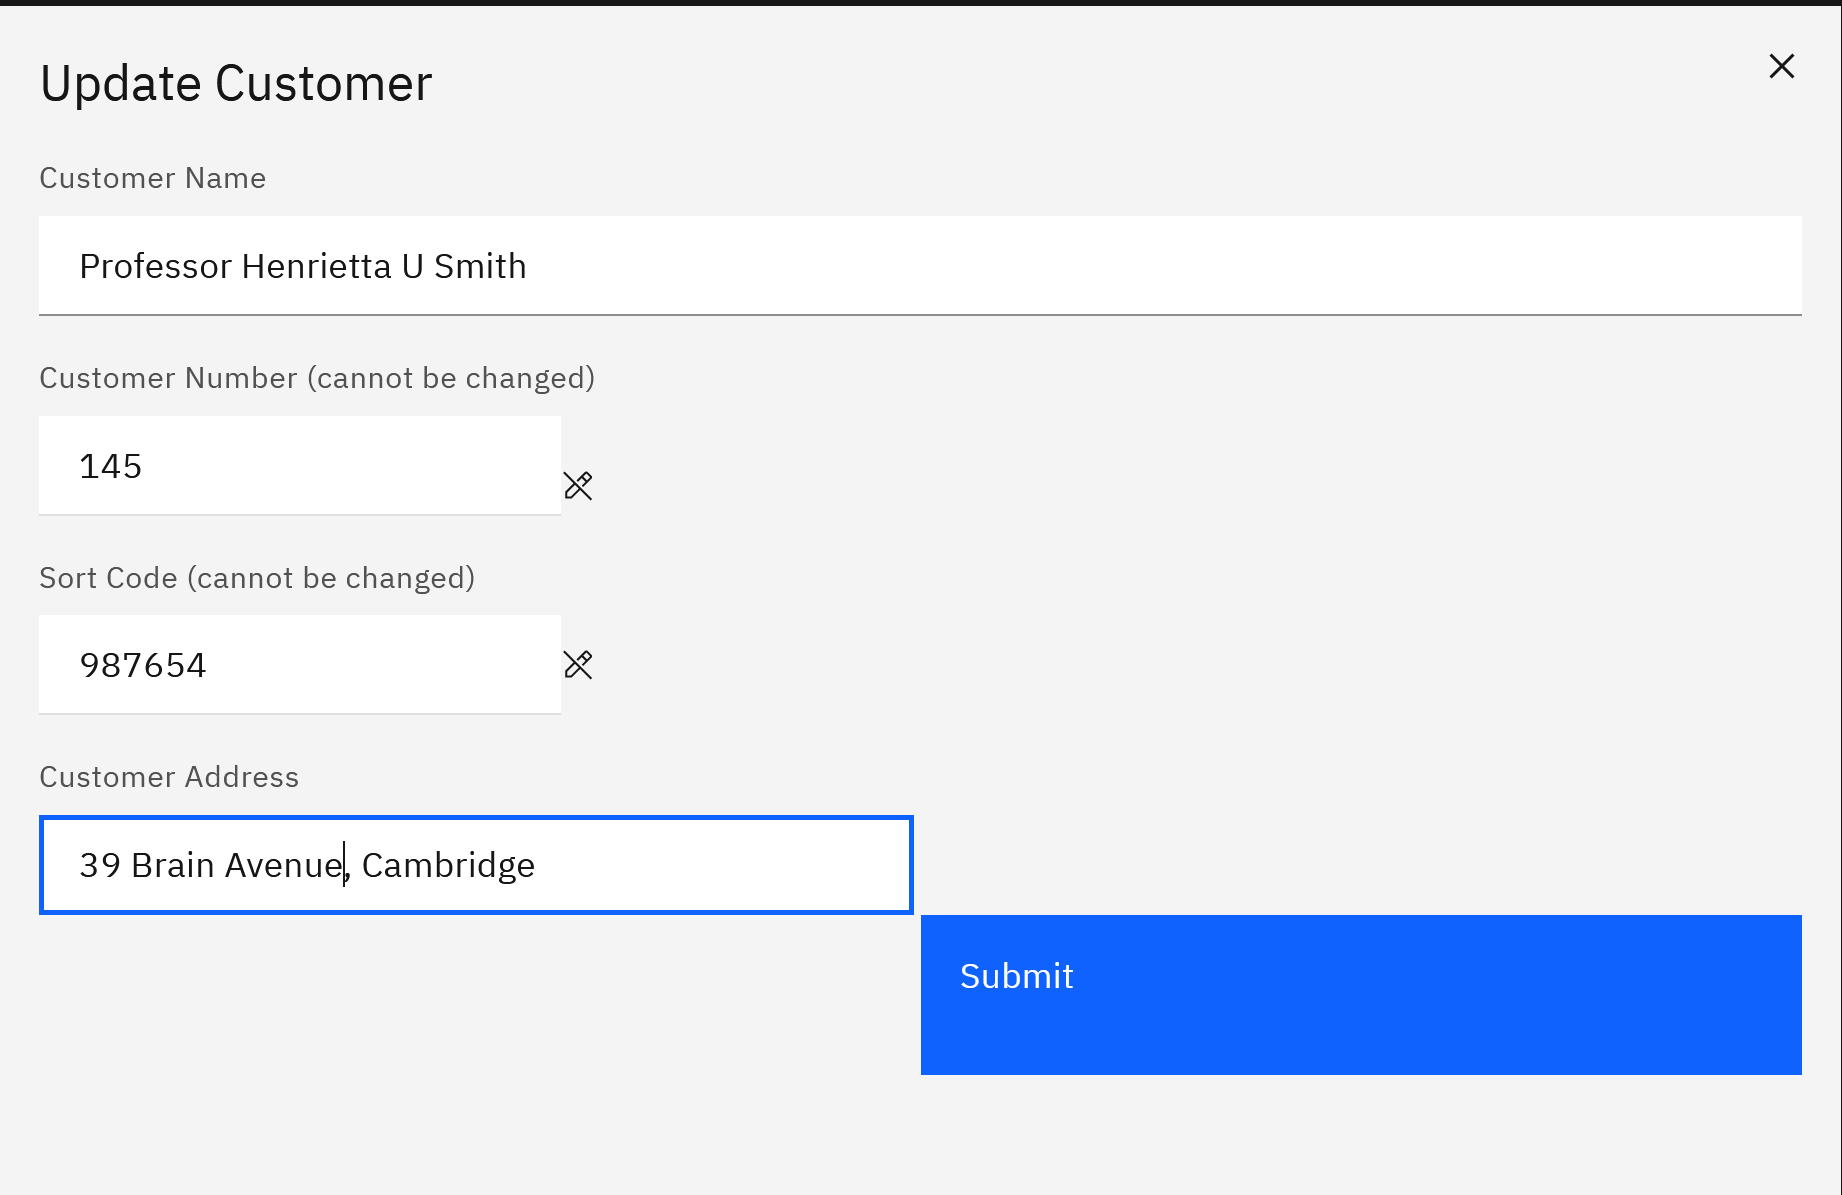 Update Customer
Customer Name
Professor Henrietta U Smith
Customer Number (cannot be changed)
145
Sort Code (cannot be changed)
987654
Customer Address
39 Brain Avenue, Cambridge
Submit